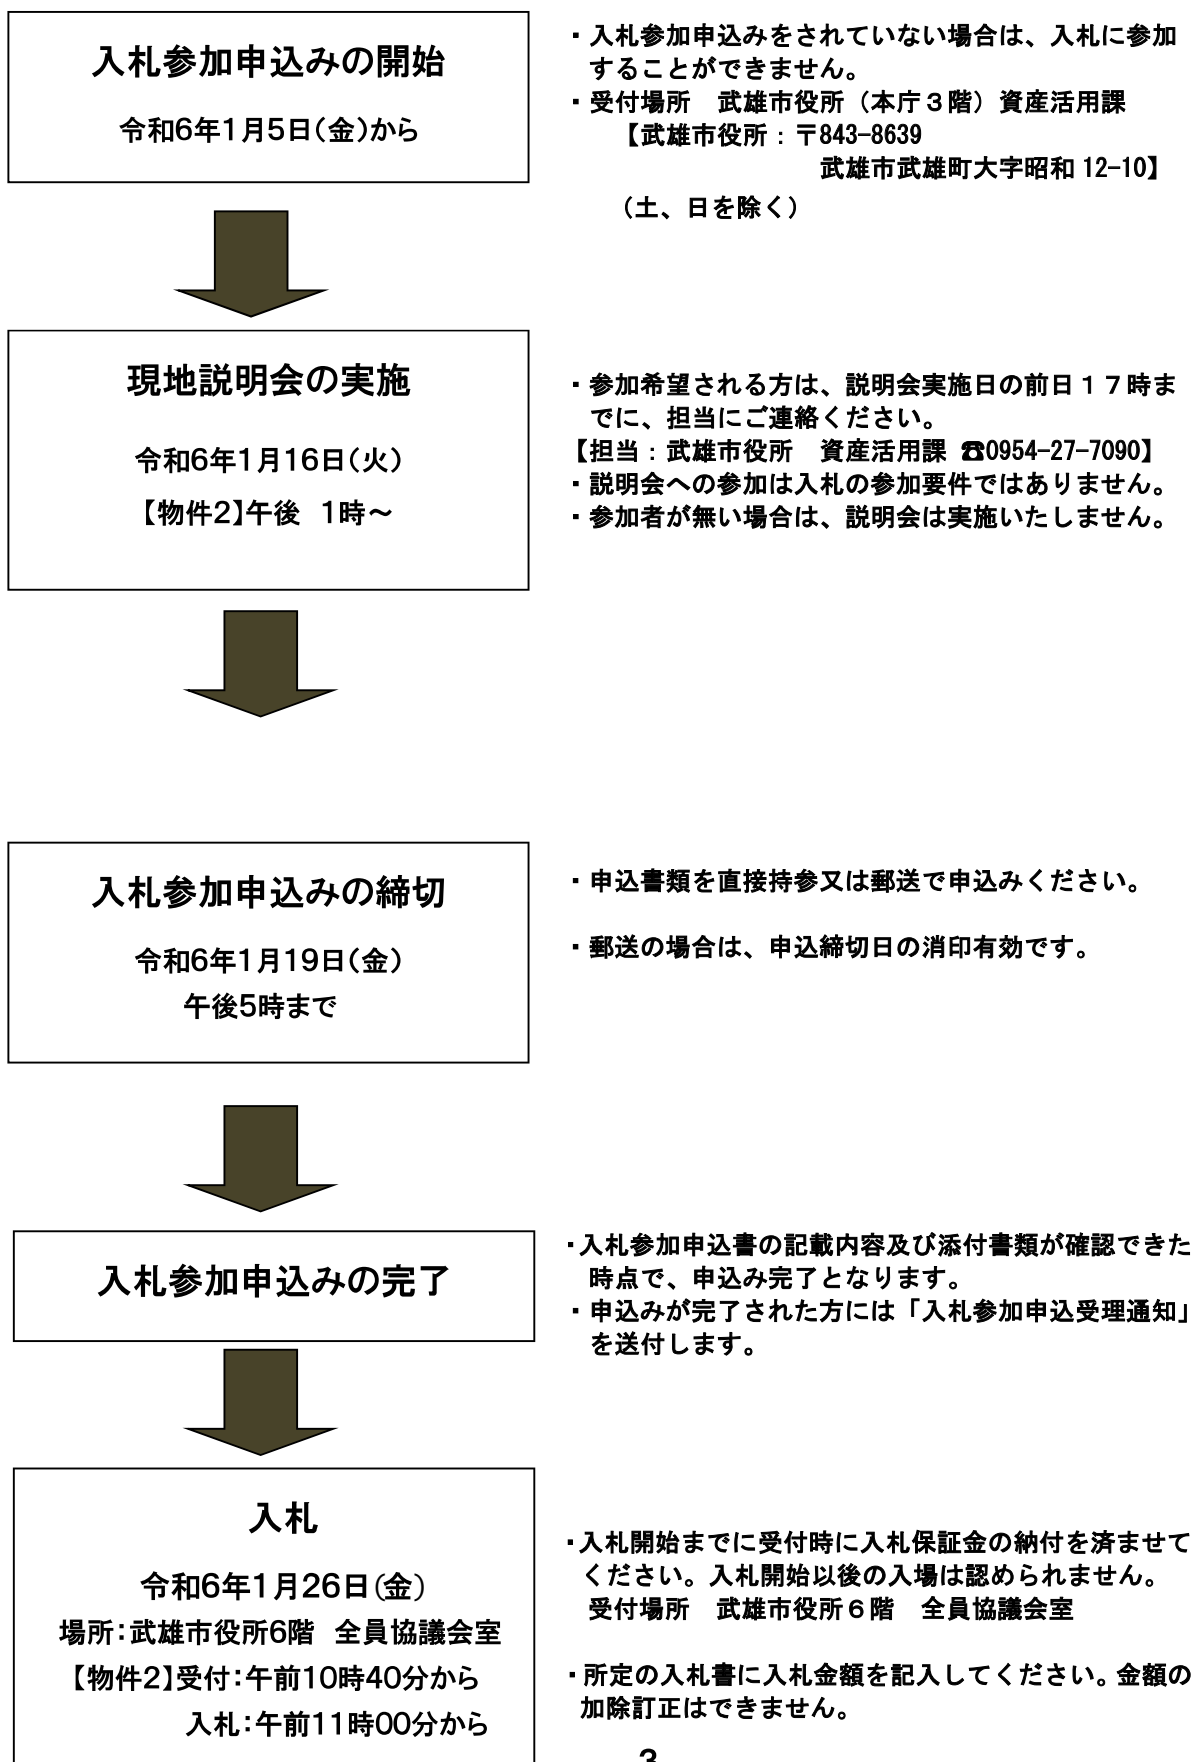 入札参加申込みの開始
令和6年1月5日(金)から
・入札参加申込みをされていない場合は、入札に参加
することができません。
・受付場所　武雄市役所（本庁３階）資産活用課
【武雄市役所：〒843-8639
武雄市武雄町大字昭和 12-10】
（土、日を除く）
現地説明会の実施
令和6年1月16日(火)
【物件2】午後　1時～
・参加希望される方は、説明会実施日の前日１７時ま
でに、担当にご連絡ください。
【担当：武雄市役所　資産活用課 ☎0954-27-7090】
・説明会への参加は入札の参加要件ではありません。
・参加者が無い場合は、説明会は実施いたしません。
入札参加申込みの締切
令和6年1月19日(金)
午後5時まで
・申込書類を直接持参又は郵送で申込みください。
・郵送の場合は、申込締切日の消印有効です。
入札参加申込みの完了
・入札参加申込書の記載内容及び添付書類が確認できた
時点で、申込み完了となります。
・申込みが完了された方には「入札参加申込受理通知」
を送付します。
入札
令和6年1月26日(金)
場所：武雄市役所6階　全員協議会室
【物件2】受付：午前10時40分から
入札：午前11時00分から
・入札開始までに受付時に入札保証金の納付を済ませて
ください。入札開始以後の入場は認められません。
受付場所　武雄市役所６階　全員協議会室
・所定の入札書に入札金額を記入してください。金額の
加除訂正はできません。
3